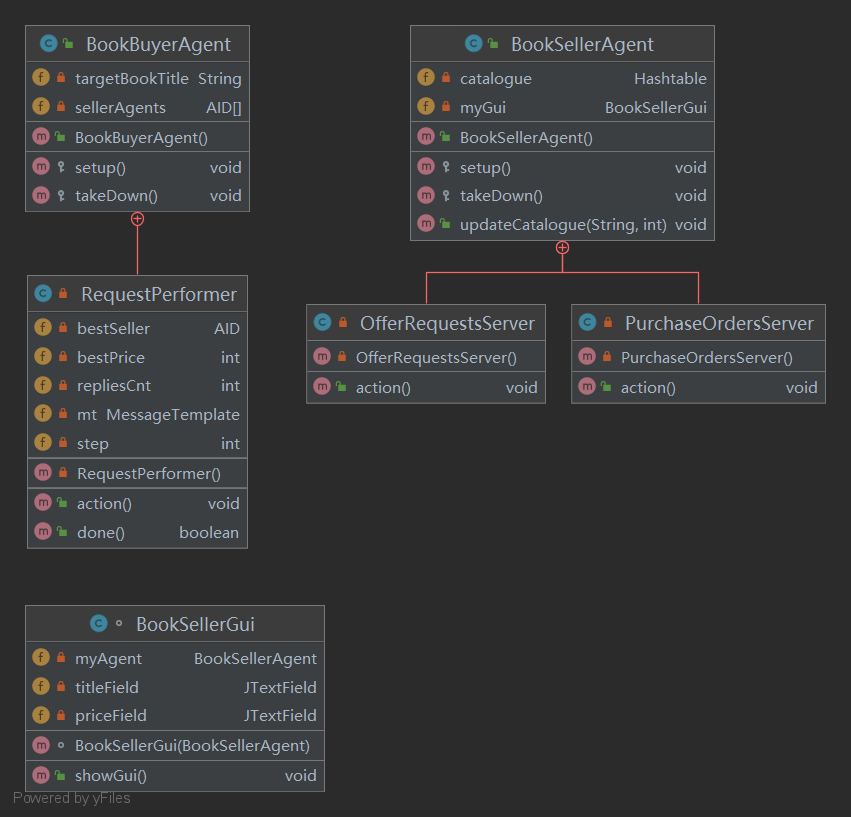 BookBuyerAgent
targetBookTitle String
sellerAgents AID[]
BookBuyerAgent()
setup() void
takeDown() void
BookSellerAgent
catalogue Hashtable
myGui BookSellerGui
BookSellerAgent()
setup() void
takeDown() void
updateCatalogue(String, int) void
RequestPerformer
bestSeller AID
bestPrice int
repliesCnt int
mt MessageTemplate
step int
RequestPerformer()
action() void
done() boolean
OfferRequestsServer
OfferRequestsServer()
action() void
PurchaseOrdersServer
PurchaseOrdersServer()
action() void
BookSellerGui
myAgent BookSellerAgent
titleField JTextField
priceField JTextField
BookSellerGui(BookSellerAgent)
showGui() void
Powered by yFiles